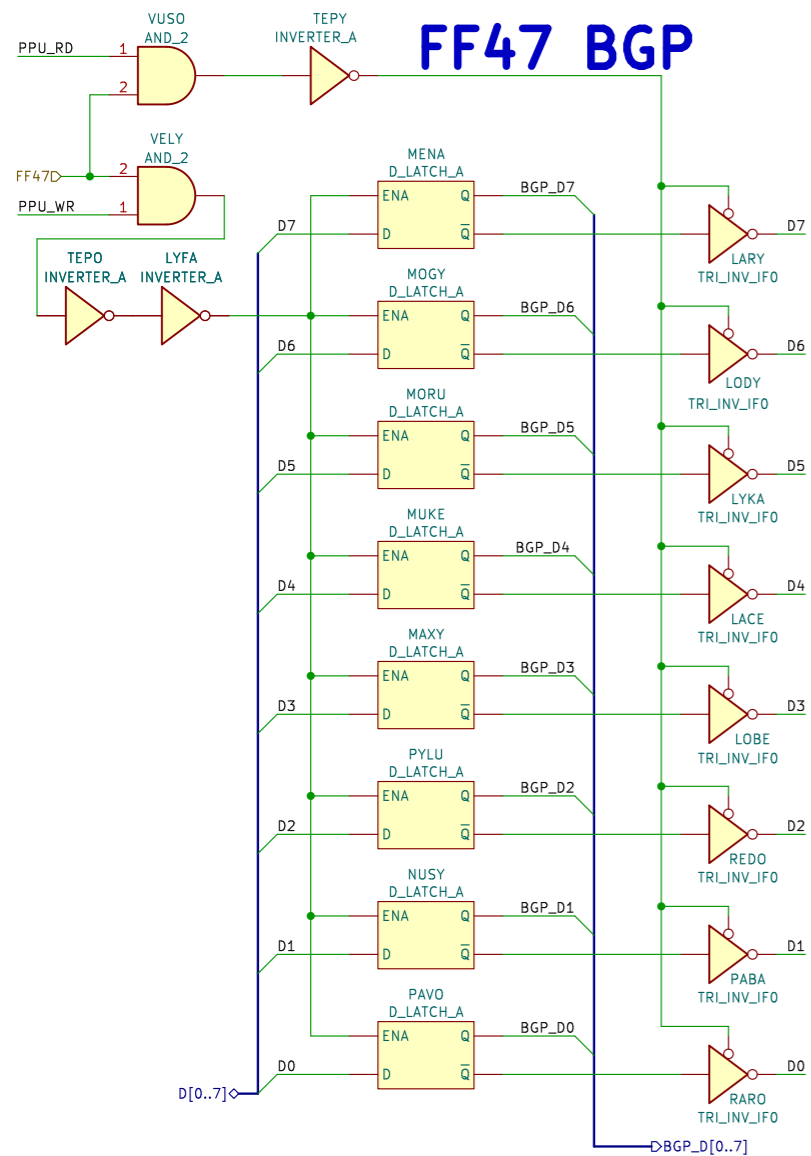 FF47 BGP
VUSO
AND_2
TEPY
INVERTER_A
PPU_RD
1
2
VELY
AND_2
FF47
2
PPU_WR
1
TEPO
INVERTER_A
LYFA
INVERTER_A
MENA
D_LATCH_A
ENA
Q
D
Q
D7
BGP_D7
LARY
TRI_INV_IF0
D7
MOGY
D_LATCH_A
ENA
Q
D
Q
D6
BGP_D6
LODY
TRI_INV_IF0
D6
MORU
D_LATCH_A
ENA
Q
D
Q
D5
BGP_D5
LYKA
TRI_INV_IF0
D5
MUKE
D_LATCH_A
ENA
Q
D
Q
D4
BGP_D4
LACE
TRI_INV_IF0
D4
MAXY
D_LATCH_A
ENA
Q
D
Q
D3
BGP_D3
LOBE
TRI_INV_IF0
D3
PYLU
D_LATCH_A
ENA
Q
D
Q
D2
BGP_D2
REDO
TRI_INV_IF0
D2
NUSY
D_LATCH_A
ENA
Q
D
Q
D1
BGP_D1
PABA
TRI_INV_IF0
D1
PAVO
D_LATCH_A
ENA
Q
D
Q
D0
BGP_D0
RARO
TRI_INV_IF0
D0
D[0..7]
BGP_D[0..7]